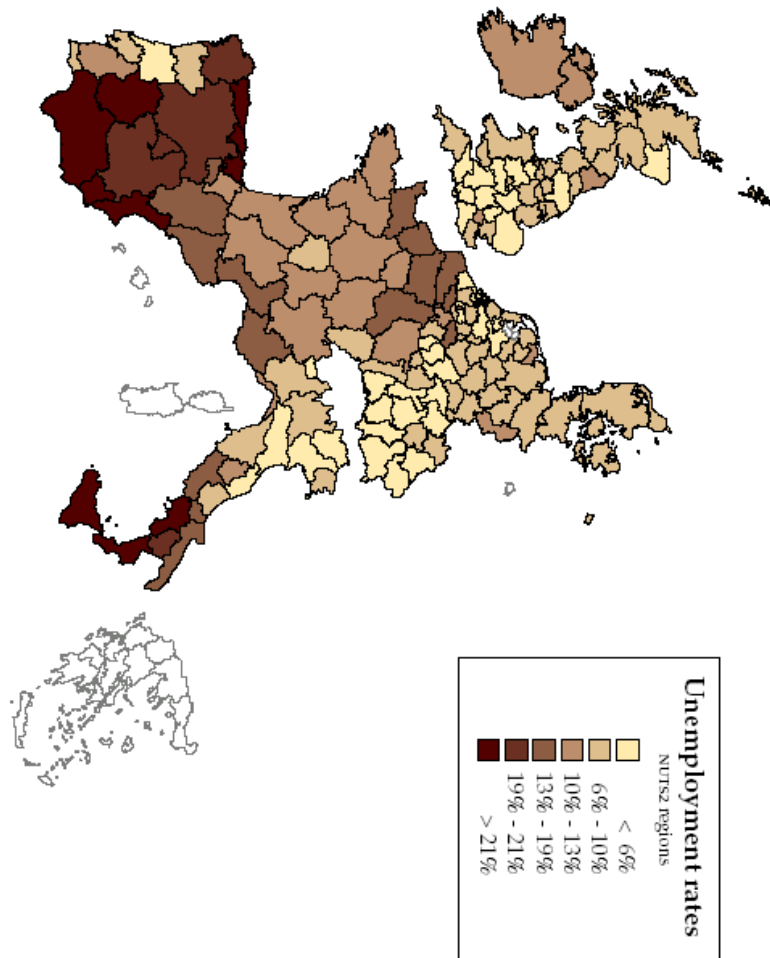 Unemployment rates
NUTS2 regions
< 6%
6% - 10%
10% - 13%
13% - 19%
19% - 21%
> 21%